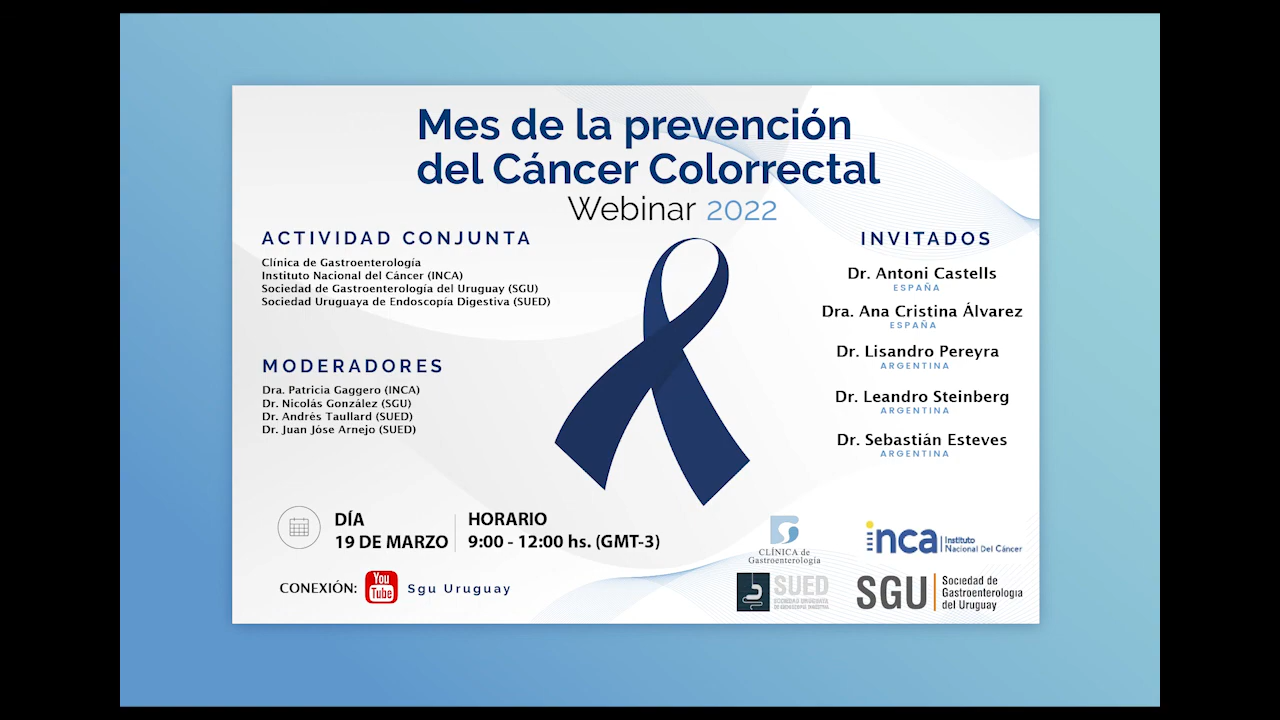 Mes de la prevención
del Cáncer Colorrectal
Webinar 2022
ACTIVIDAD CONJUNTA
Clínica de Gastroenterología
Instituto Nacional del Cáncer (INCA)
Sociedad de Gastroenterología del Uruguay (SGU)
Sociedad Uruguaya de Endoscopía Digestiva (SUED)
MODERADORES
Dra. Patricia Gaggero (INCA)
Dr. Nicolás González (SGU)
Dr. Andrés Taullard (SUED)
Dr. Juan Jóse Arnejo (SUED)
INVITADOS
Dr. Antoni Castells
ESPAÑA
Dra. Ana Cristina Álvarez
ESPAÑA
Dr. Lisandro Pereyra
ARGENTINA
Dr. Leandro Steinberg
ARGENTINA
Dr. Sebastián Esteves
ARGENTINA
DÍA
19 DE MARZO
HORARIO
9:00 - 12:00 hs. (GMT-3)
CONEXIÓN: You Tube Sgu Uruguay
CLÍNICA de
Gastroenterología
inca Instituto
Nacional Del Cáncer
SUED
SOCIEDAD URUGUAYA
DE ENDOSCOPIA DIGESTIVA
SGU Sociedad de
Gastroenterología
del Uruguay